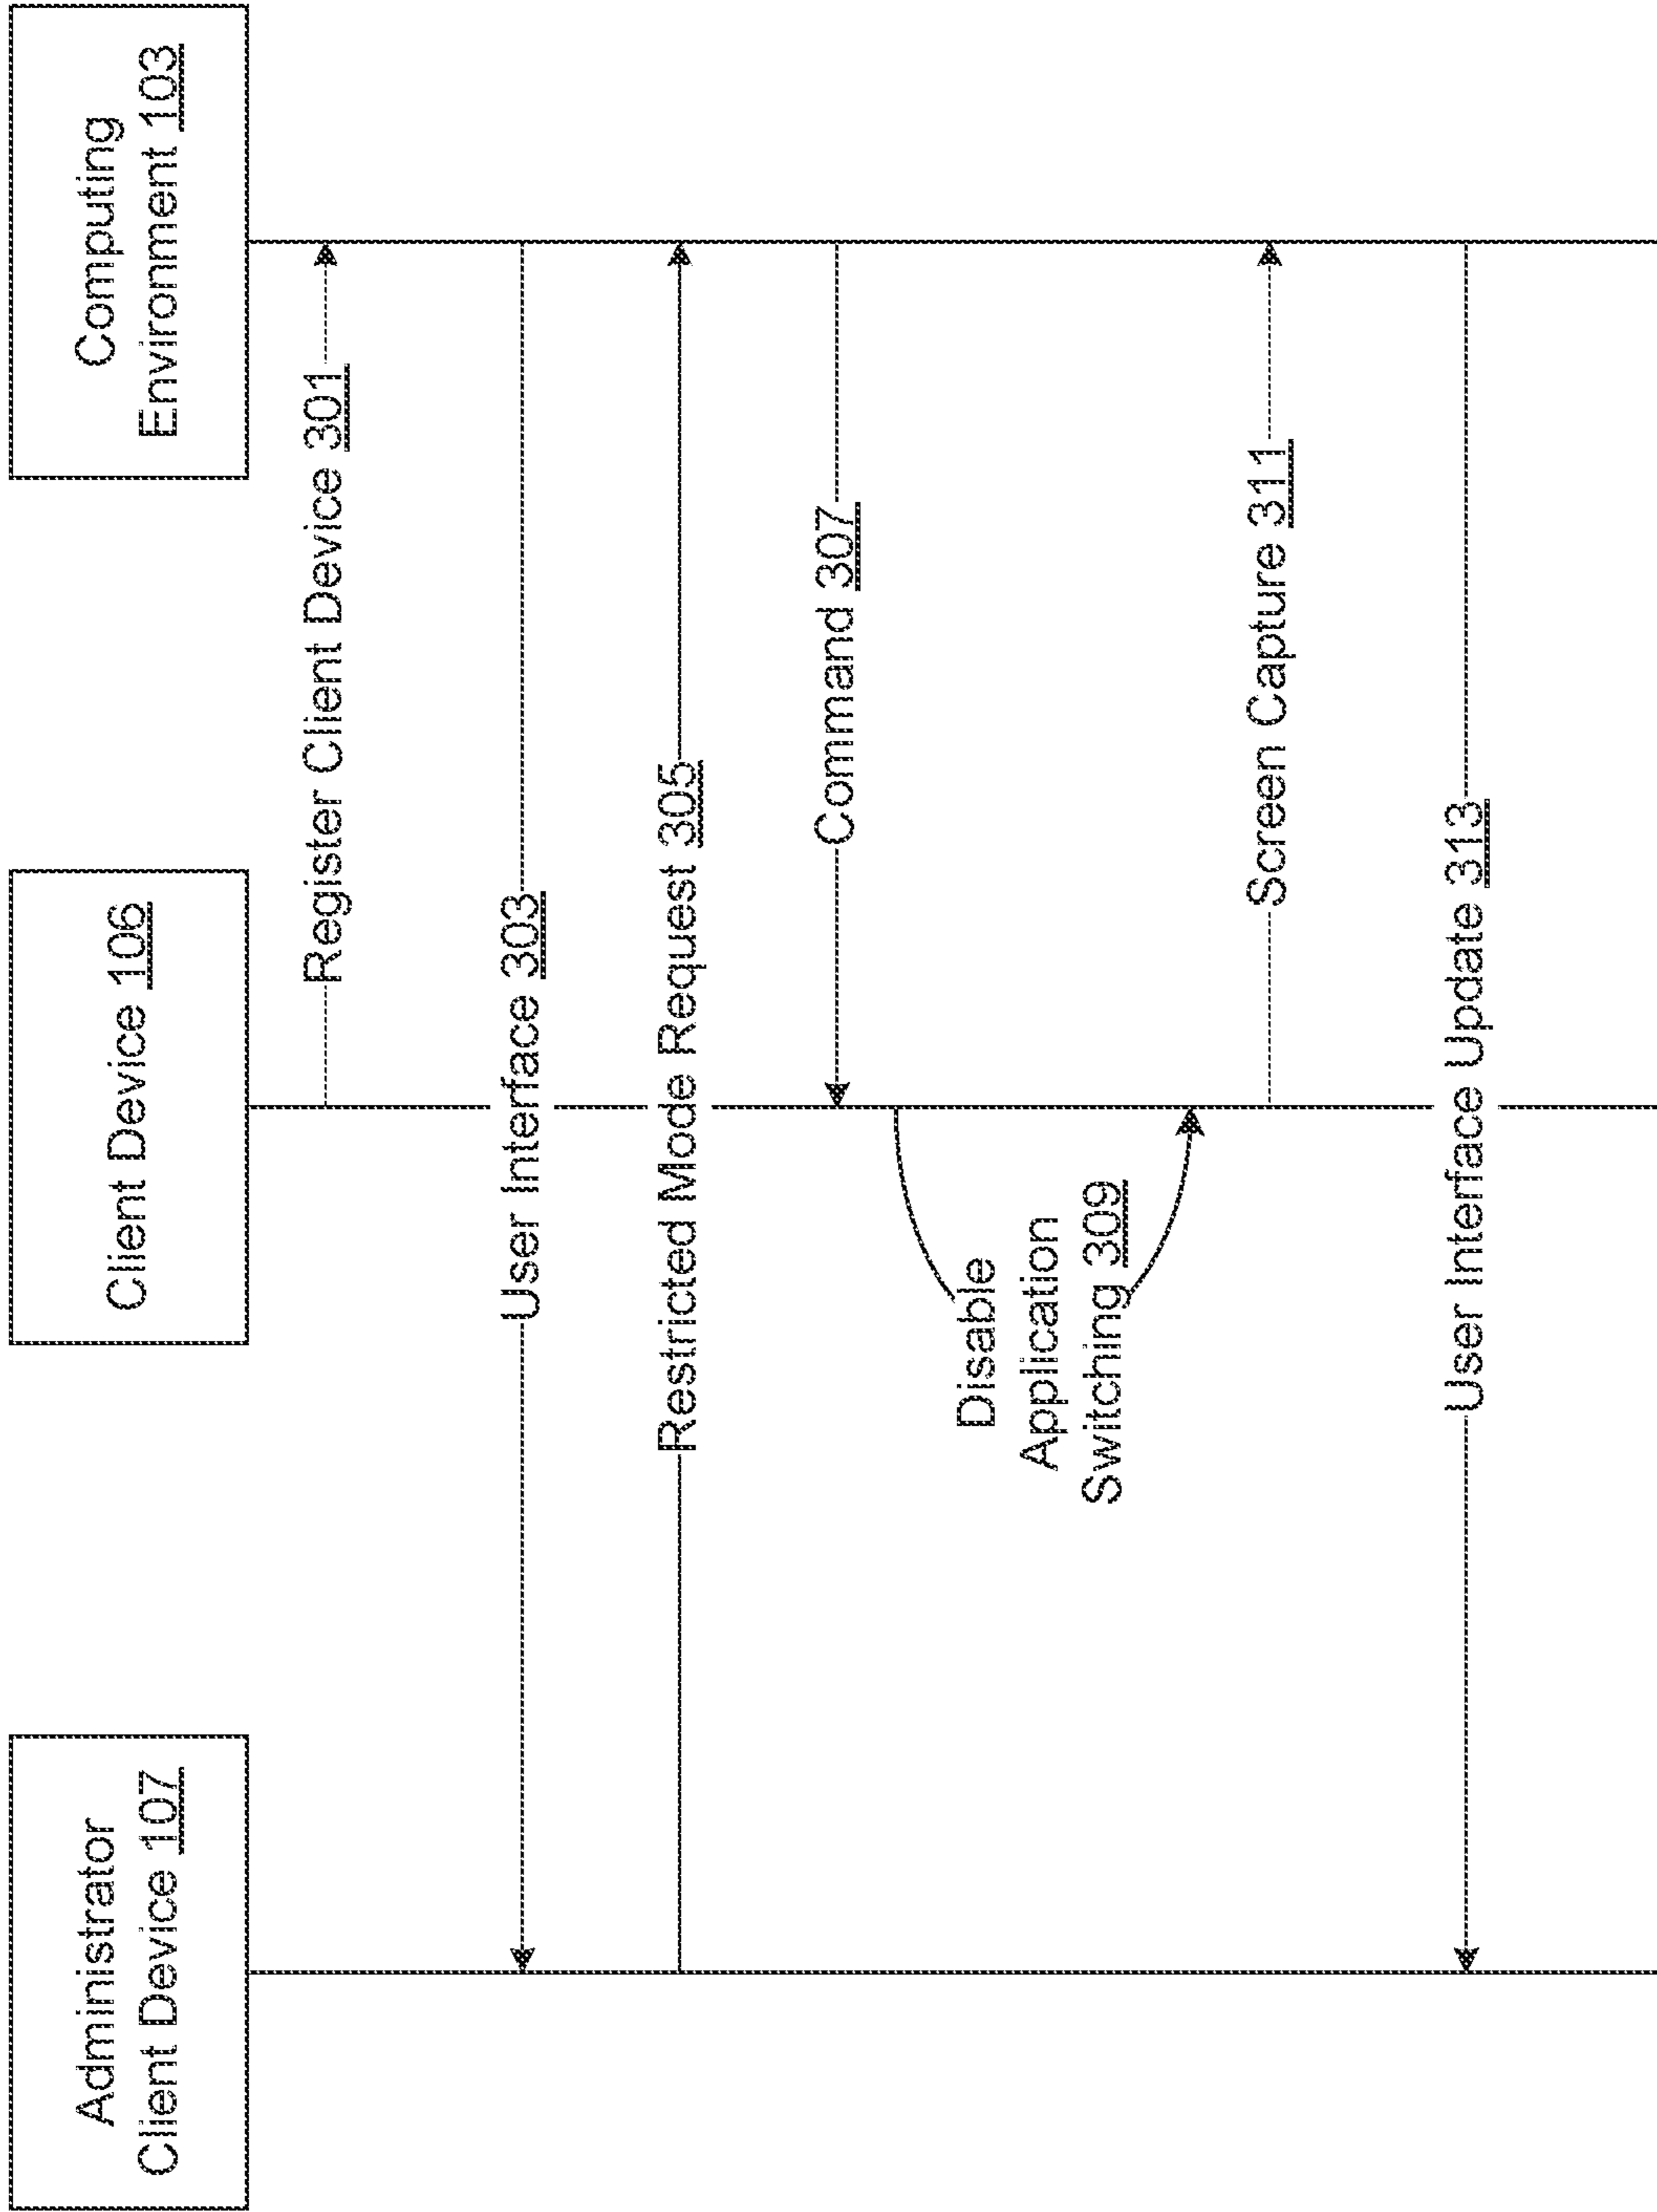 Administrator
Client Device 107
Client Device 106
Computing
Environment 103
Register Client Device 301
User Interface 303
Restricted Mode Request 305
Command 307
Disable
Application
Switching 309
Screen Capture 311
User Interface Update 313